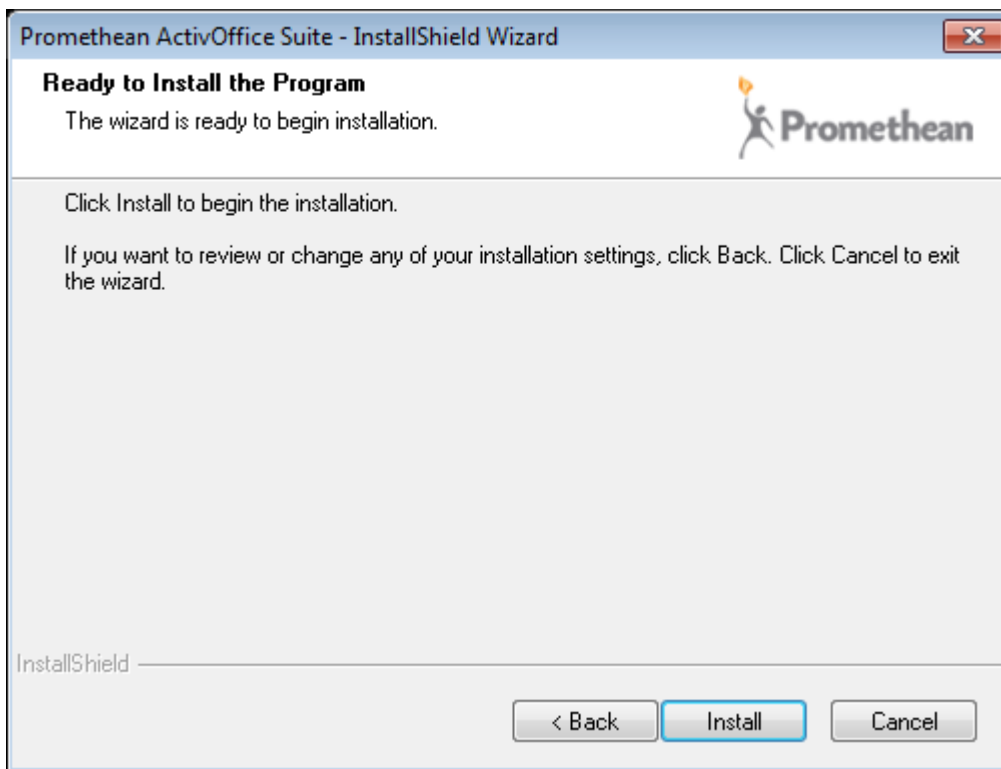 Promethean ActivOffice Suite - InstallShield Wizard
Ready to Install the Program
The wizard is ready to begin installation.
Promethean
Click Install to begin the installation.
If you want to review or change any of your installation settings, click Back. Click Cancel to exit
the wizard.
InstallShield
< Back
Install
Cancel